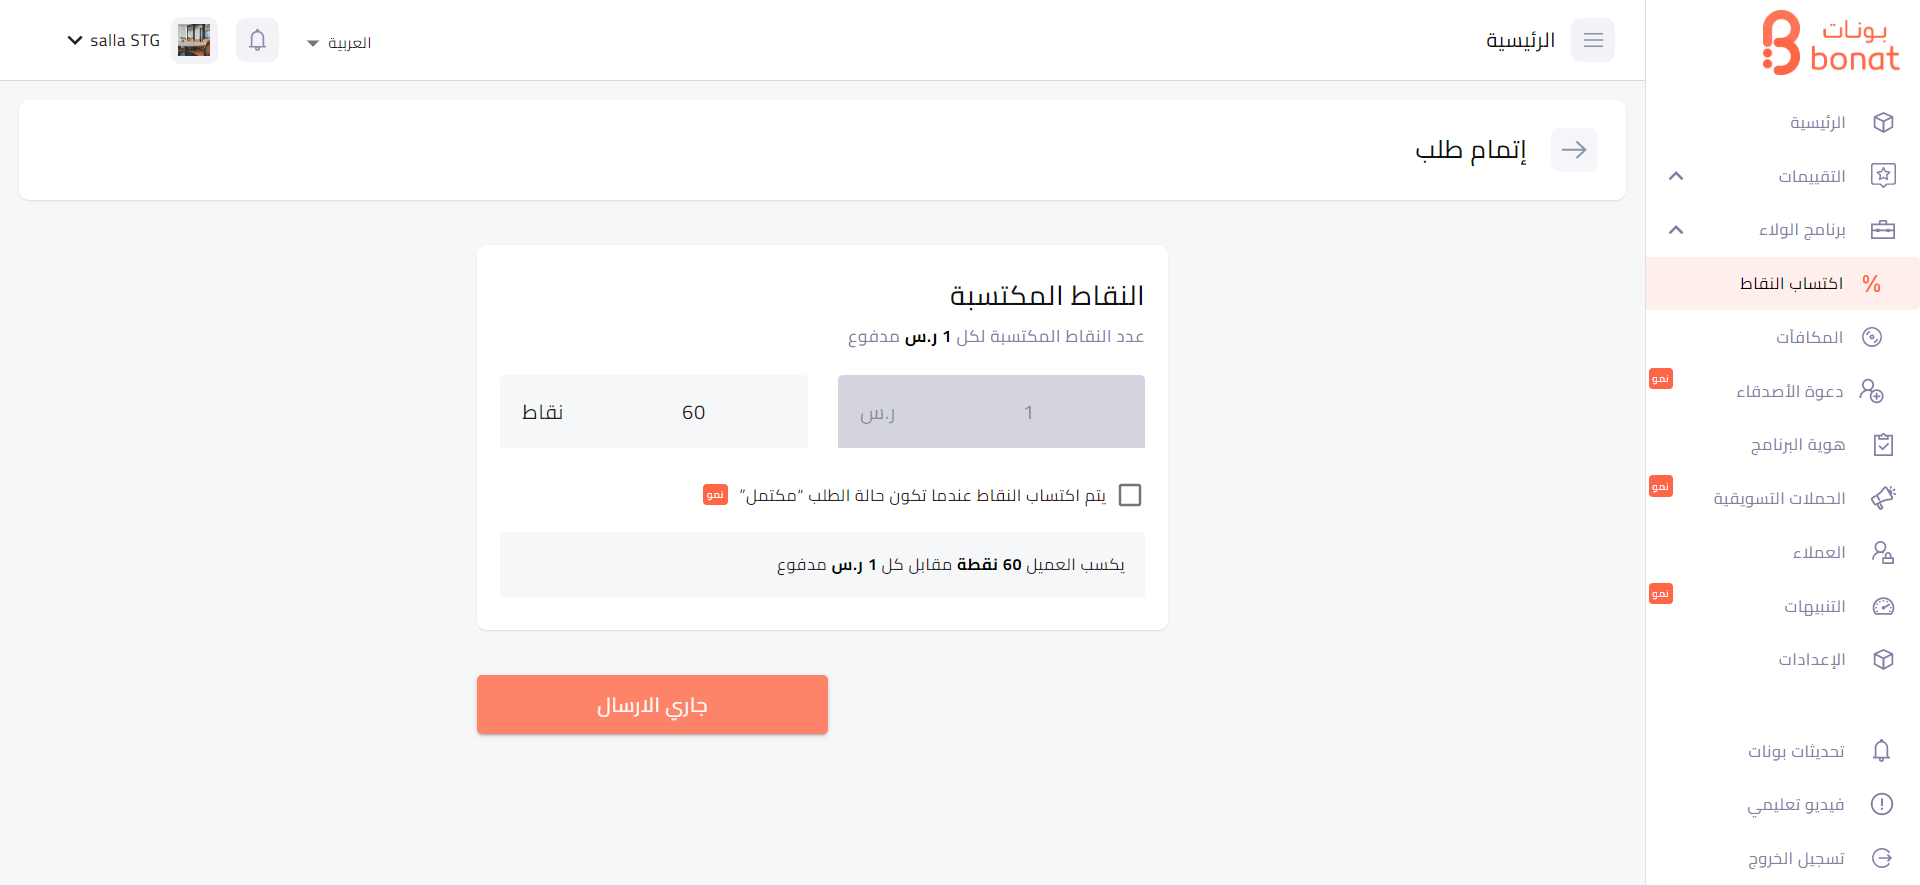 بونات
bonat
الرئيسية
العربية
salla STG
الرئيسية
التقييمات
برنامج الولاء
% اكتساب النقاط
المكافآت
دعوة الأصدقاء نمو
هوية البرنامج
الحملات التسويقية نمو
العملاء
التنبيهات نمو
الإعدادات
تحديثات بونات
فيديو تعليمي
تسجيل الخروج
إتمام طلب
النقاط المكتسبة
عدد النقاط المكتسبة لكل 1 ر.س مدفوع
1 ر.س
60 نقاط
يتم اكتساب النقاط عندما تكون حالة الطلب “مكتمل” نمو
يكسب العميل 60 نقطة مقابل كل 1 ر.س مدفوع
جاري الارسال